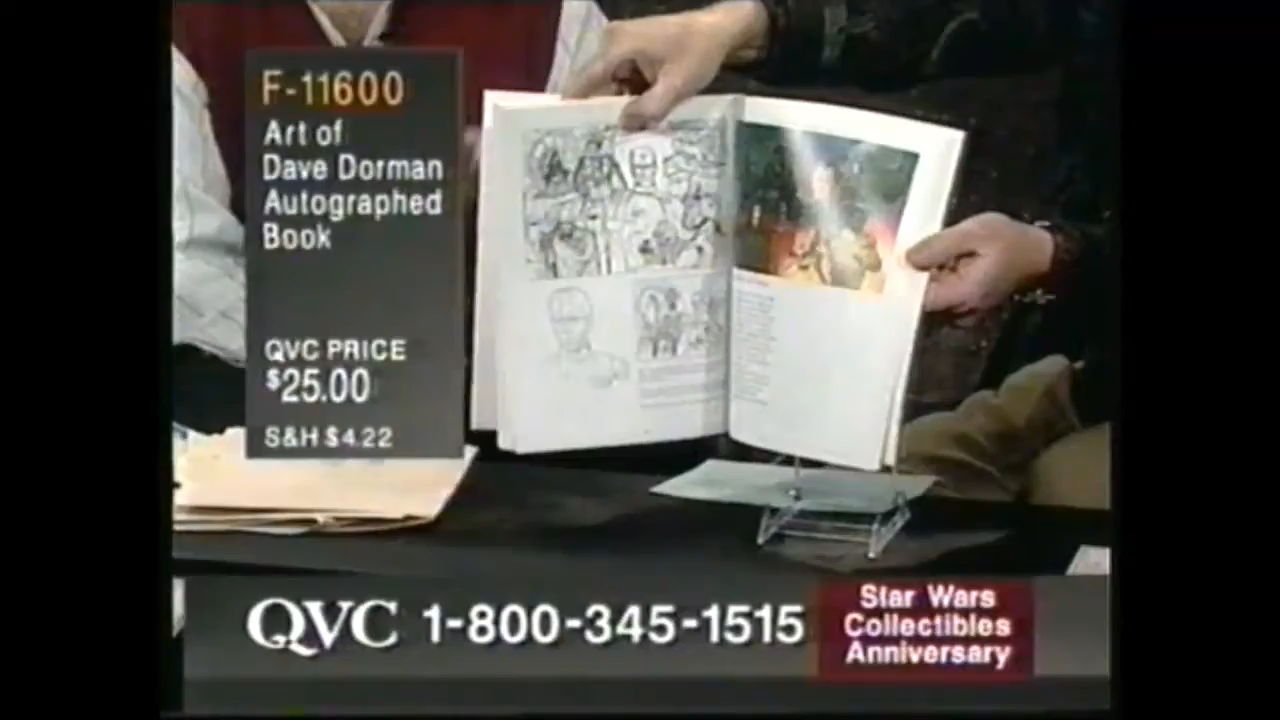 F-11600
Art of
Dave Dorman
Autographed
Book
QVC PRICE
$25.00
S&H $4.22
QVC 1-800-345-1515
Star Wars
Collectibles
Anniversary